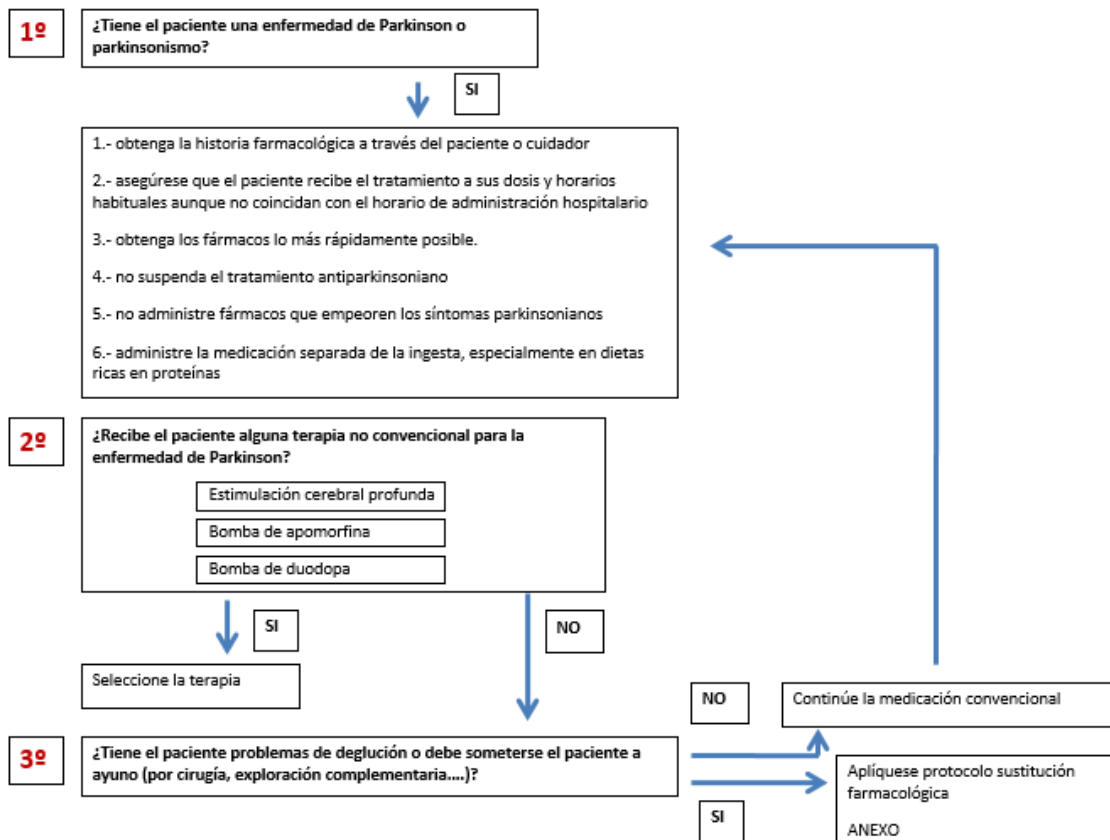 1º
¿Tiene el paciente una enfermedad de Parkinson o
parkinsonismo?
SI
1.- obtenga la historia farmacológica a través del paciente o cuidador
2.- asegúrese que el paciente recibe el tratamiento a sus dosis y horarios
habituales aunque no coincidan con el horario de administración hospitalario
3.- obtenga los fármacos lo más rápidamente posible.
4.- no suspenda el tratamiento antiparkinsoniano
5.- no administre fármacos que empeoren los síntomas parkinsonianos
6.- administre la medicación separada de la ingesta, especialmente en dietas
ricas en proteínas
2º
¿Recibe el paciente alguna terapia no convencional para la
enfermedad de Parkinson?
Estimulación cerebral profunda
Bomba de apomorfina
Bomba de duodopa
SI
NO
Seleccione la terapia
NO
Continúe la medicación convencional
3º
¿Tiene el paciente problemas de deglución o debe someterse el paciente a
ayuno (por cirugía, exploración complementaria....)?
SI
Aplíquese protocolo sustitución
farmacológica
ANEXO